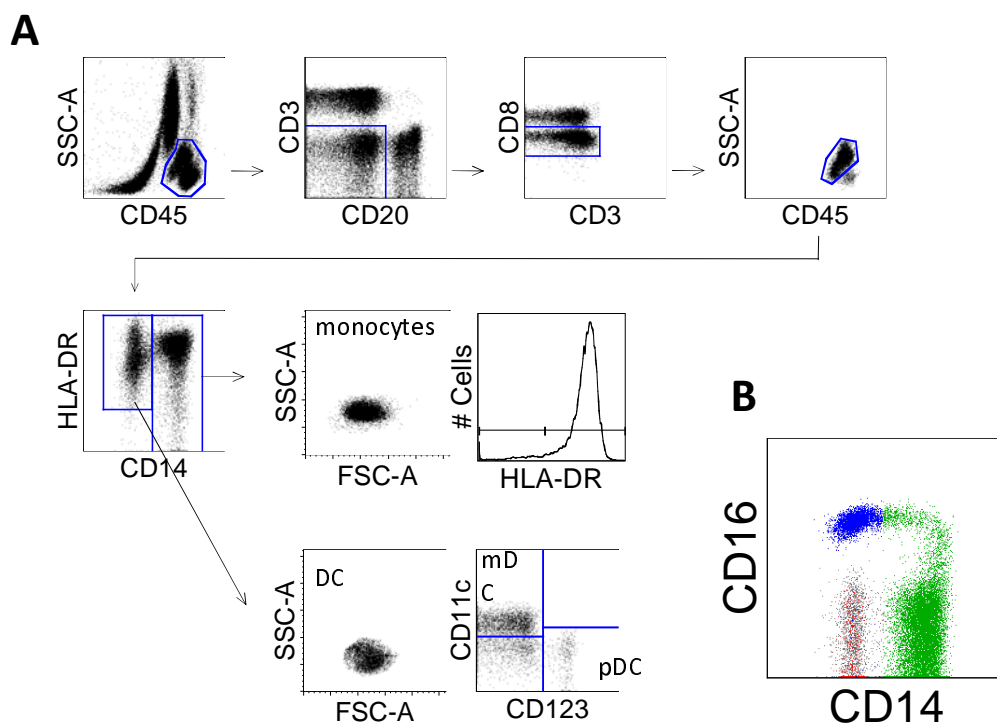 A
SSC-A
CD45
CD3
CD20
CD8
CD3
SSC-A
CD45
HLA-DR
CD14
monocytes
SSC-A
FSC-A
# Cells
HLA-DR
B
CD16
CD14
DC
SSC-A
FSC-A
mD
C
CD11c
pDC
CD123